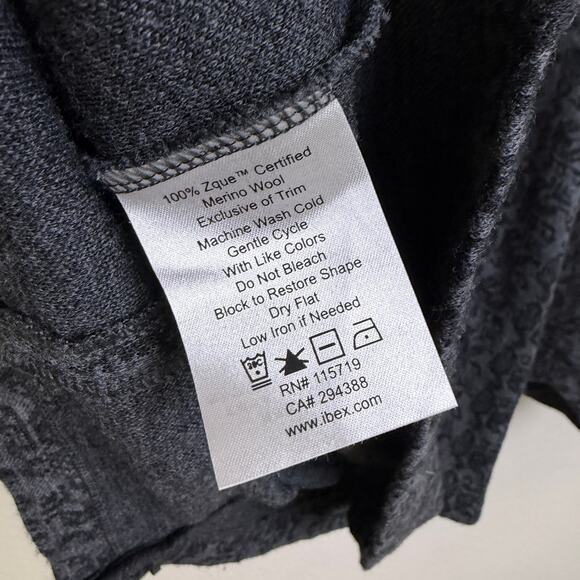 100% Zque™ Certified
Merino Wool
Exclusive of Trim
Machine Wash Cold
Gentle Cycle
With Like Colors
Do Not Bleach
Block to Restore Shape
Dry Flat
Low Iron if Needed
30C
RN# 115719
CA# 294388
www.ibex.com